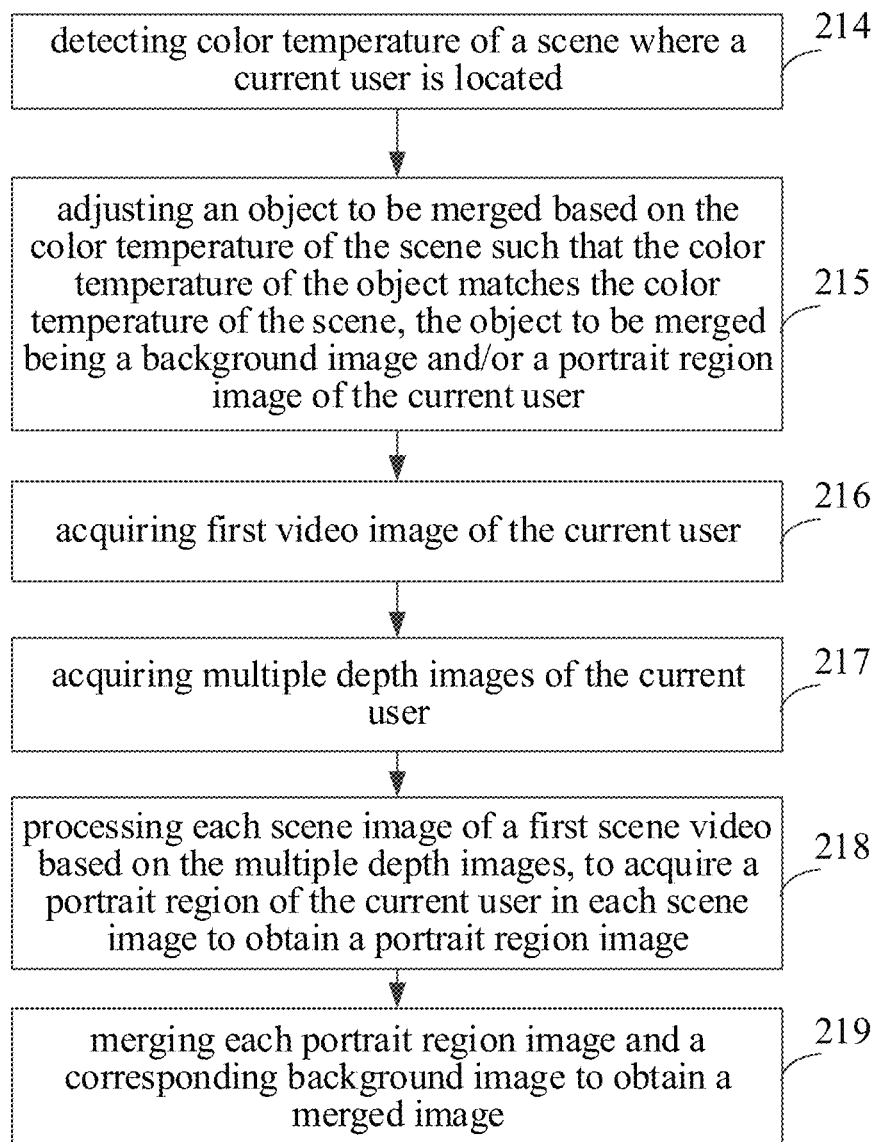 detecting color temperature of a scene where a
current user is located
214
adjusting an object to be merged based on the
color temperature of the scene such that the color
temperature of the object matches the color
temperature of the scene, the object to be merged
being a background image and/or a portrait region
image of the current user
215
acquiring first video image of the current user
216
acquiring multiple depth images of the current
user
217
processing each scene image of a first scene video
based on the multiple depth images, to acquire a
portrait region of the current user in each scene
image to obtain a portrait region image
218
merging each portrait region image and a
corresponding background image to obtain a
merged image
219